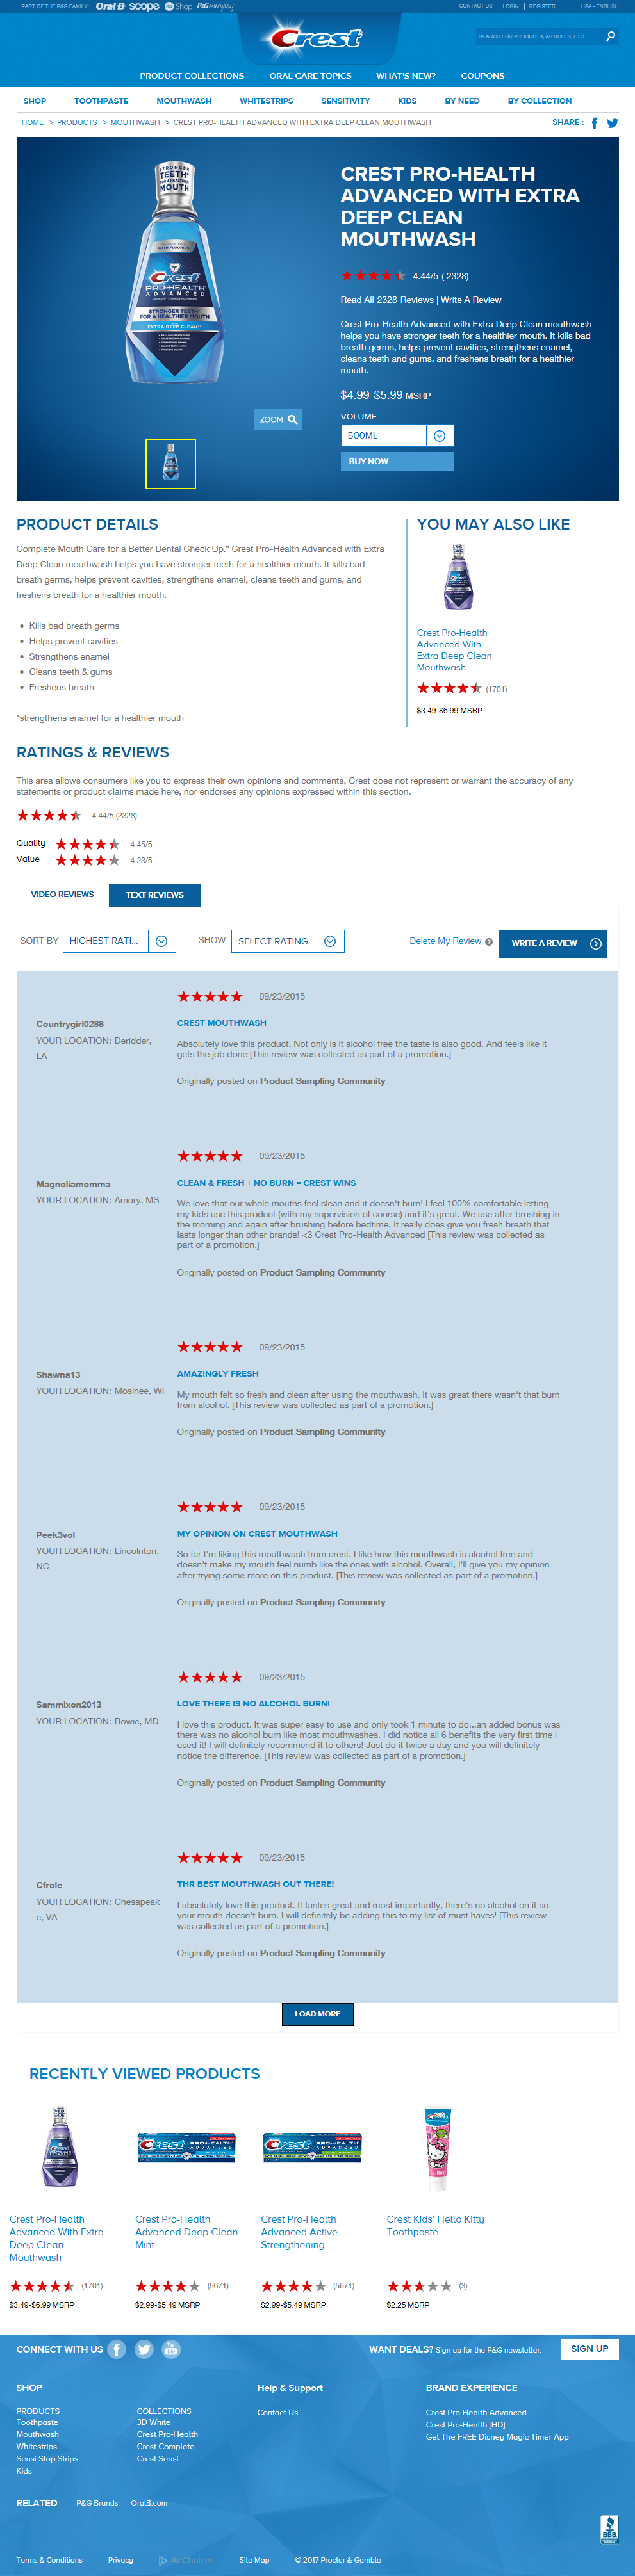 PART OF THE P&G FAMILY: Oral-B scope Shop P&G everyday
CONTACT US | LOGIN | REGISTER USA - ENGLISH
Crest
SEARCH FOR PRODUCTS, ARTICLES, ETC
PRODUCT COLLECTIONS ORAL CARE TOPICS WHAT'S NEW? COUPONS
SHOP TOOTHPASTE MOUTHWASH WHITESTRIPS SENSITIVITY KIDS BY NEED BY COLLECTION
HOME > PRODUCTS > MOUTHWASH > CREST PRO-HEALTH ADVANCED WITH EXTRA DEEP CLEAN MOUTHWASH
SHARE :
STRONGER
TEETH*
FOR A HEALTHIER
MOUTH
WITH FLUORIDE
Crest
PRO-HEALTH
ADVANCED
STRONGER TEETH*
FOR A HEALTHIER MOUTH
EXTRA DEEP CLEAN
ZOOM
CREST PRO-HEALTH
ADVANCED WITH EXTRA
DEEP CLEAN
MOUTHWASH
4.44/5 ( 2328)
Read All 2328 Reviews | Write A Review
Crest Pro-Health Advanced with Extra Deep Clean mouthwash
helps you have stronger teeth for a healthier mouth. It kills bad
breath germs, helps prevent cavities, strengthens enamel,
cleans teeth and gums, and freshens breath for a healthier
mouth.
$4.99-$5.99 MSRP
VOLUME
500ML
BUY NOW
PRODUCT DETAILS
Complete Mouth Care for a Better Dental Check Up.* Crest Pro-Health Advanced with Extra
Deep Clean mouthwash helps you have stronger teeth for a healthier mouth. It kills bad
breath germs, helps prevent cavities, strengthens enamel, cleans teeth and gums, and
freshens breath for a healthier mouth.
Kills bad breath germs
Helps prevent cavities
Strengthens enamel
Cleans teeth & gums
Freshens breath
*strengthens enamel for a healthier mouth
YOU MAY ALSO LIKE
Crest Pro-Health
Advanced With
Extra Deep Clean
Mouthwash
(1701)
$3.49-$6.99 MSRP
RATINGS & REVIEWS
This area allows consumers like you to express their own opinions and comments. Crest does not represent or warrant the accuracy of any
statements or product claims made here, nor endorses any opinions expressed within this section.
4.44/5 (2328)
Quality 4.45/5
Value 4.23/5
VIDEO REVIEWS TEXT REVIEWS
SORT BY HIGHEST RATI... SHOW SELECT RATING Delete My Review ? WRITE A REVIEW
09/23/2015
Countrygirl0288
YOUR LOCATION: Deridder,
LA
CREST MOUTHWASH
Absolutely love this product. Not only is it alcohol free the taste is also good. And feels like it
gets the job done [This review was collected as part of a promotion.]
Originally posted on Product Sampling Community
09/23/2015
Magnoliamomma
YOUR LOCATION: Amory, MS
CLEAN & FRESH + NO BURN = CREST WINS
We love that our whole mouths feel clean and it doesn't burn! I feel 100% comfortable letting
my kids use this product (with my supervision of course) and it's great. We use after brushing in
the morning and again after brushing before bedtime. It really does give you fresh breath that
lasts longer than other brands! <3 Crest Pro-Health Advanced [This review was collected as
part of a promotion.]
Originally posted on Product Sampling Community
09/23/2015
Shawna13
YOUR LOCATION: Mosinee, WI
AMAZINGLY FRESH
My mouth felt so fresh and clean after using the mouthwash. It was great there wasn't that burn
from alcohol. [This review was collected as part of a promotion.]
Originally posted on Product Sampling Community
09/23/2015
Peek3vol
YOUR LOCATION: Lincolnton,
NC
MY OPINION ON CREST MOUTHWASH
So far I'm liking this mouthwash from crest. I like how this mouthwash is alcohol free and
doesn't make my mouth feel numb like the ones with alcohol. Overall, I'll give you my opinion
after trying some more on this product. [This review was collected as part of a promotion.]
Originally posted on Product Sampling Community
09/23/2015
Sammixon2013
YOUR LOCATION: Bowie, MD
LOVE THERE IS NO ALCOHOL BURN!
I love this product. It was super easy to use and only took 1 minute to do...an added bonus was
there was no alcohol burn like most mouthwashes. I did notice all 6 benefits the very first time i
used it! I will definitely recommend it to others! Just do it twice a day and you will definitely
notice the difference. [This review was collected as part of a promotion.]
Originally posted on Product Sampling Community
09/23/2015
Cfrole
YOUR LOCATION: Chesapeak
e, VA
THR BEST MOUTHWASH OUT THERE!
I absolutely love this product. It tastes great and most importantly, there's no alcohol on it so
your mouth doesn't burn. I will definitely be adding this to my list of must haves! [This review
was collected as part of a promotion.]
Originally posted on Product Sampling Community
LOAD MORE
RECENTLY VIEWED PRODUCTS
Crest Pro-Health
Advanced With Extra
Deep Clean
Mouthwash
(1701)
$3.49-$6.99 MSRP
Crest PRO-HEALTH
Crest Pro-Health
Advanced Deep Clean
Mint
(5671)
$2.99-$5.49 MSRP
Crest PRO-HEALTH
Crest Pro-Health
Advanced Active
Strengthening
(5671)
$2.99-$5.49 MSRP
Crest Kids' Hello Kitty
Toothpaste
(3)
$2.25 MSRP
CONNECT WITH US WANT DEALS? Sign up for the P&G newsletter. SIGN UP
SHOP
PRODUCTS
Toothpaste
Mouthwash
Whitestrips
Sensi Stop Strips
Kids
COLLECTIONS
3D White
Crest Pro-Health
Crest Complete
Crest Sensi
Help & Support
Contact Us
BRAND EXPERIENCE
Crest Pro-Health Advanced
Crest Pro-Health [HD]
Get The FREE Disney Magic Timer App
RELATED P&G Brands | OralB.com
BBB
Terms & Conditions Privacy AdChoices Site Map © 2017 Procter & Gamble